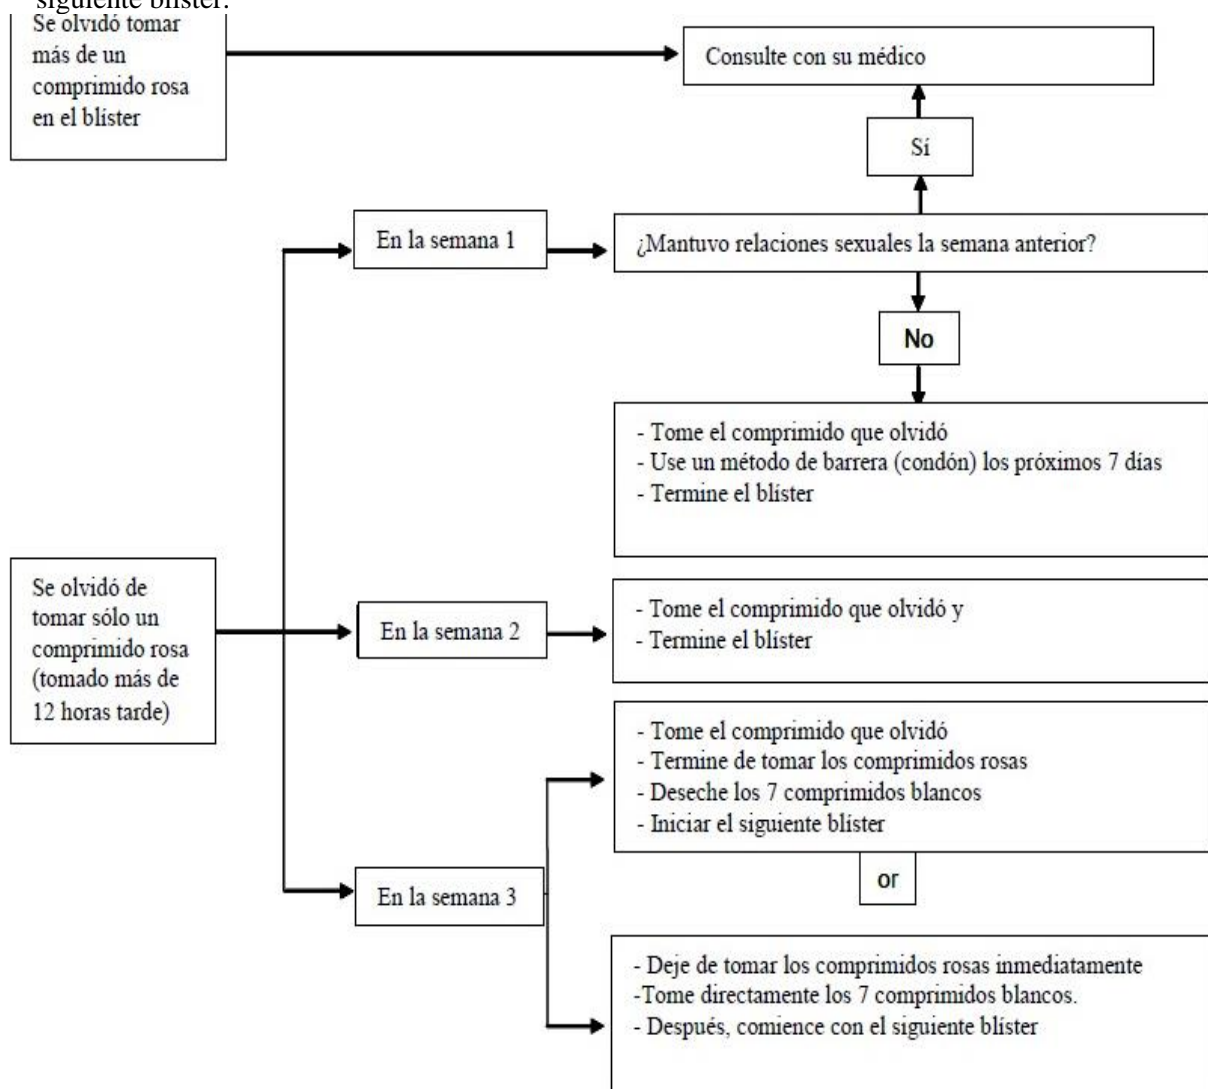 siguiente blíster.
Se olvidó tomar
más de un
comprimido rosa
en el blíster
Consulte con su médico
Sí
En la semana 1
¿Mantuvo relaciones sexuales la semana anterior?
No
- Tome el comprimido que olvidó
- Use un método de barrera (condón) los próximos 7 días
- Termine el blíster
Se olvidó de
tomar sólo un
comprimido rosa
(tomado más de
12 horas tarde)
En la semana 2
- Tome el comprimido que olvidó y
- Termine el blíster
En la semana 3
- Tome el comprimido que olvidó
- Termine de tomar los comprimidos rosas
- Deseche los 7 comprimidos blancos
- Iniciar el siguiente blíster
or
- Deje de tomar los comprimidos rosas inmediatamente
-Tome directamente los 7 comprimidos blancos.
- Después, comience con el siguiente blíster